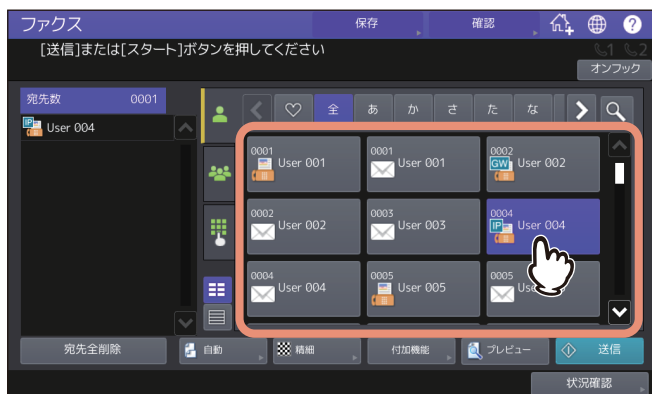 ファクス
保存
確認
[送信]または[スタート]ボタンを押してください
1 2
オンフック
宛先数 0001
User 004
全 あ か さ た な
0001 User 001
0001 User 001
0002 GW User 002
0002 User 002
0003 User 003
0004 IP User 004
0004 User 004
0005 User 005
0005
宛先全削除
自動
精細
付加機能
プレビュー
送信
状況確認